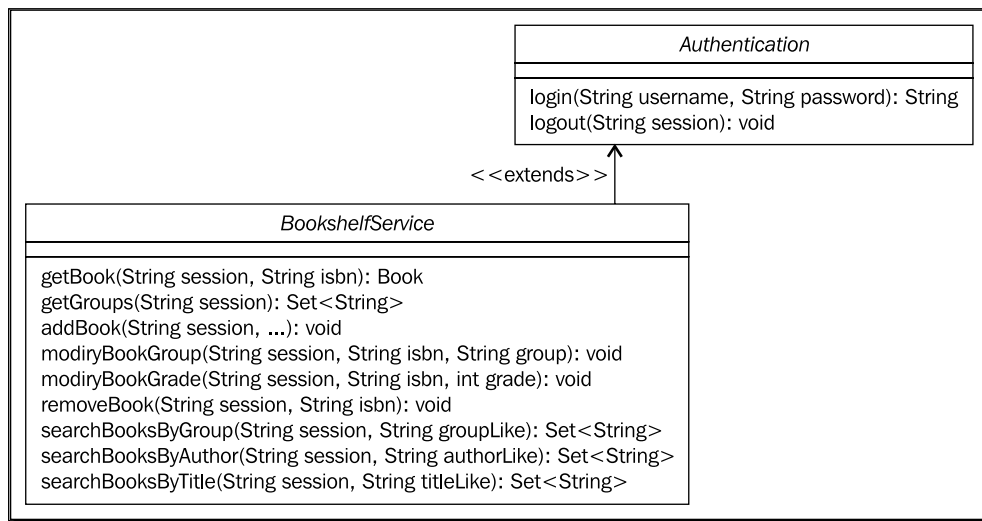 Authentication
login(String username, String password): String
logout(String session): void
<<extends>>
BookshelfService
getBook(String session, String isbn): Book
getGroups(String session): Set<String>
addBook(String session, ...): void
modiryBookGroup(String session, String isbn, String group): void
modiryBookGrade(String session, String isbn, int grade): void
removeBook(String session, String isbn): void
searchBooksByGroup(String session, String groupLike): Set<String>
searchBooksByAuthor(String session, String authorLike): Set<String>
searchBooksByTitle(String session, String titleLike): Set<String>